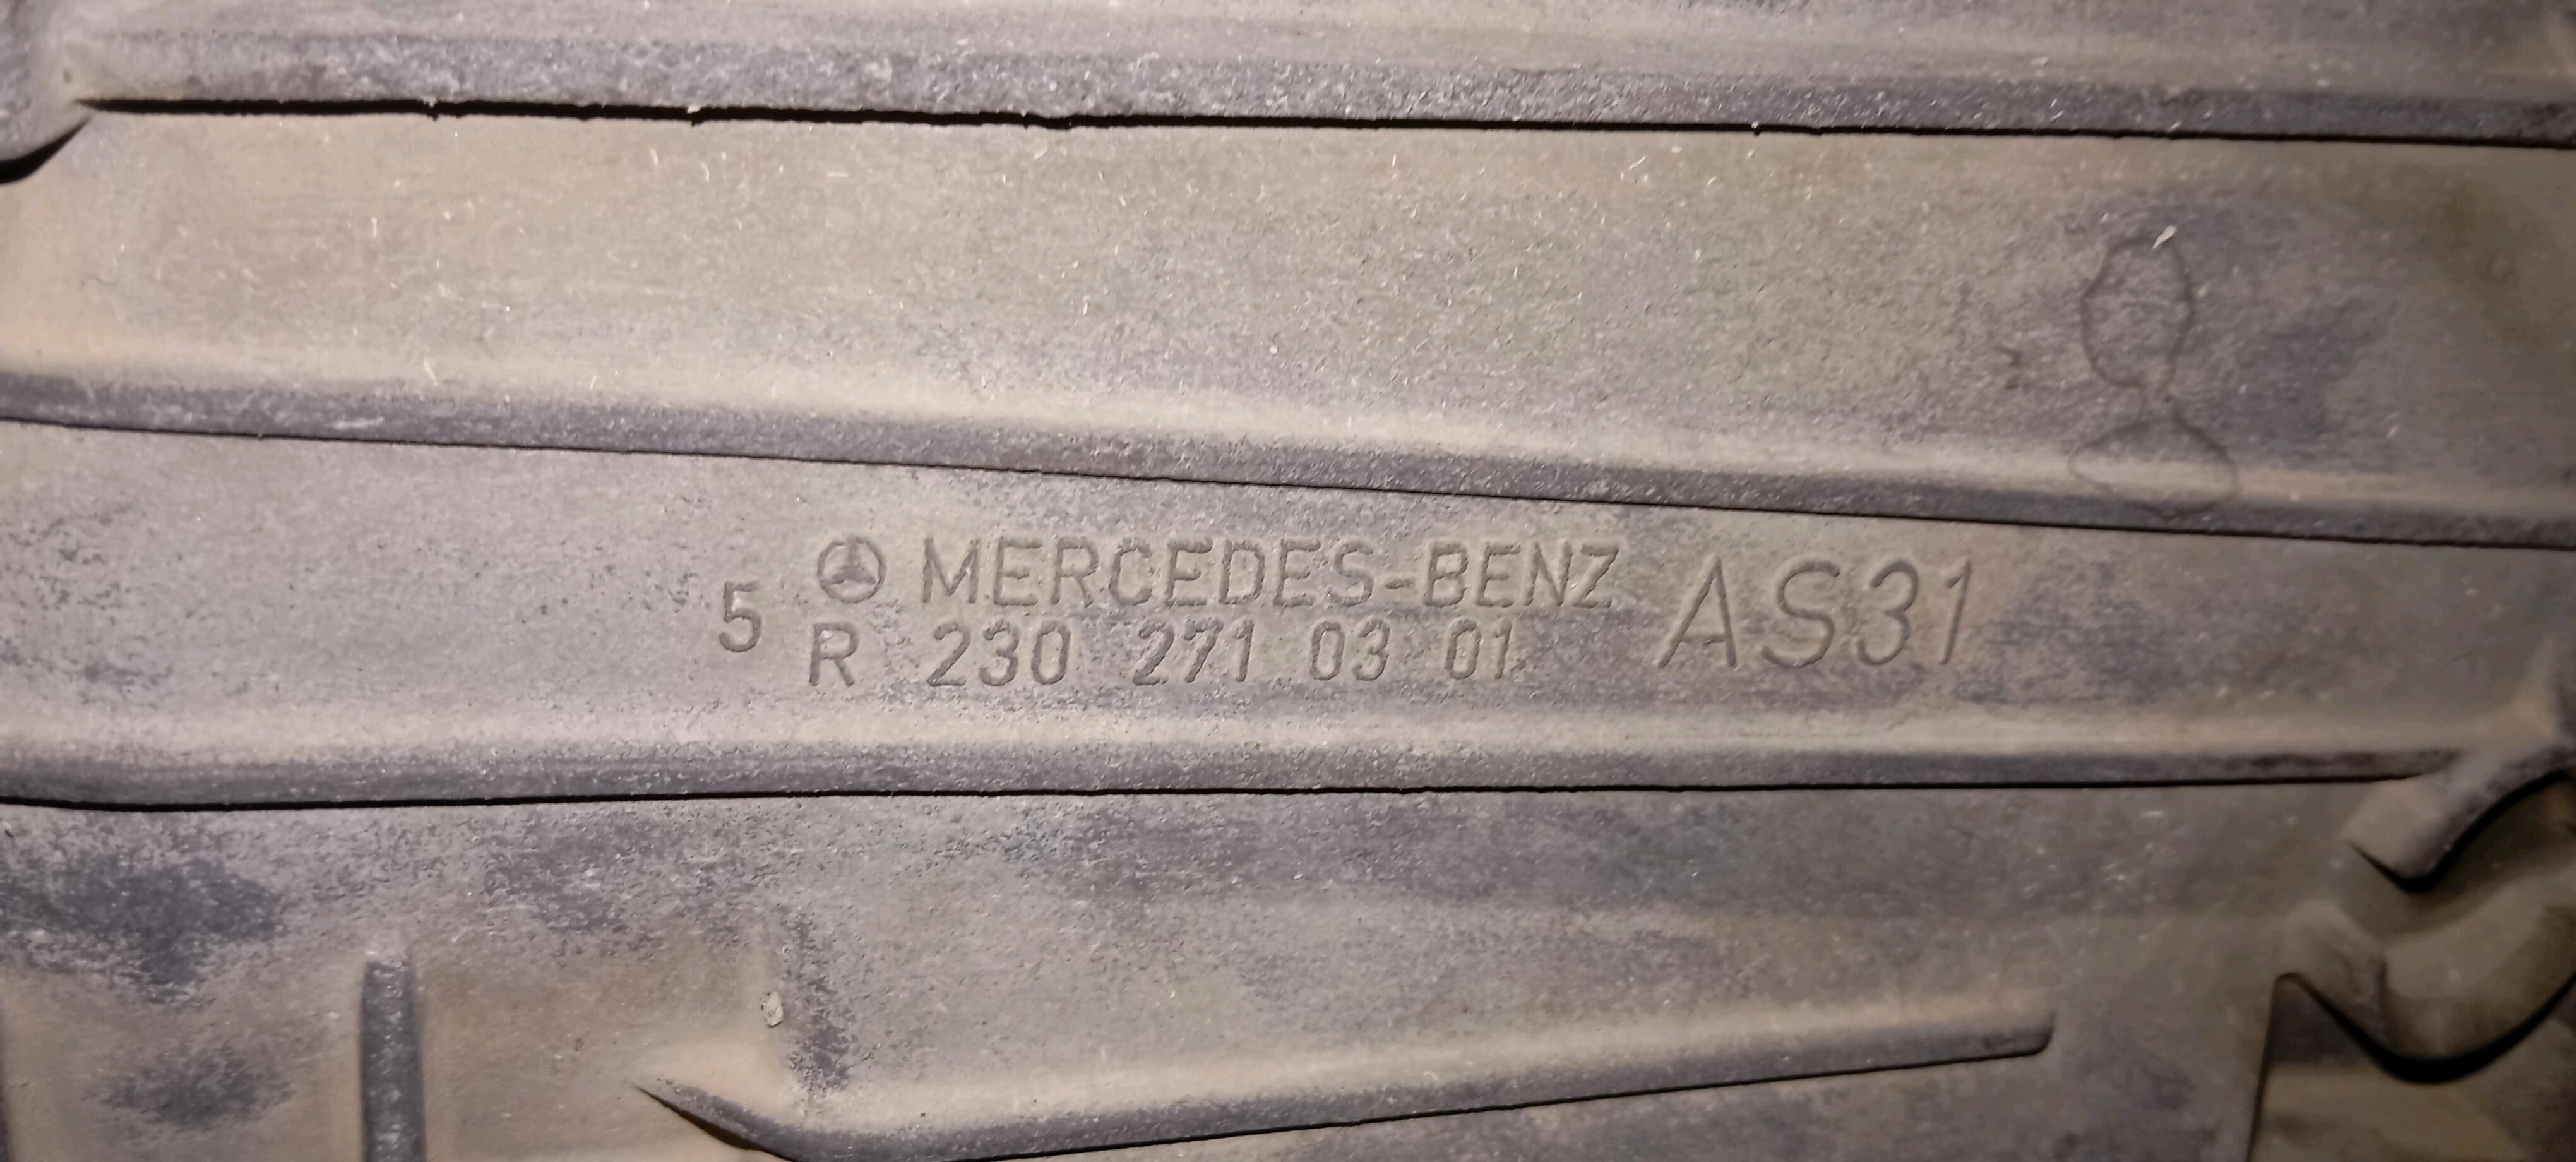 5
MERCEDES-BENZ
R 230 271 03 01
AS31